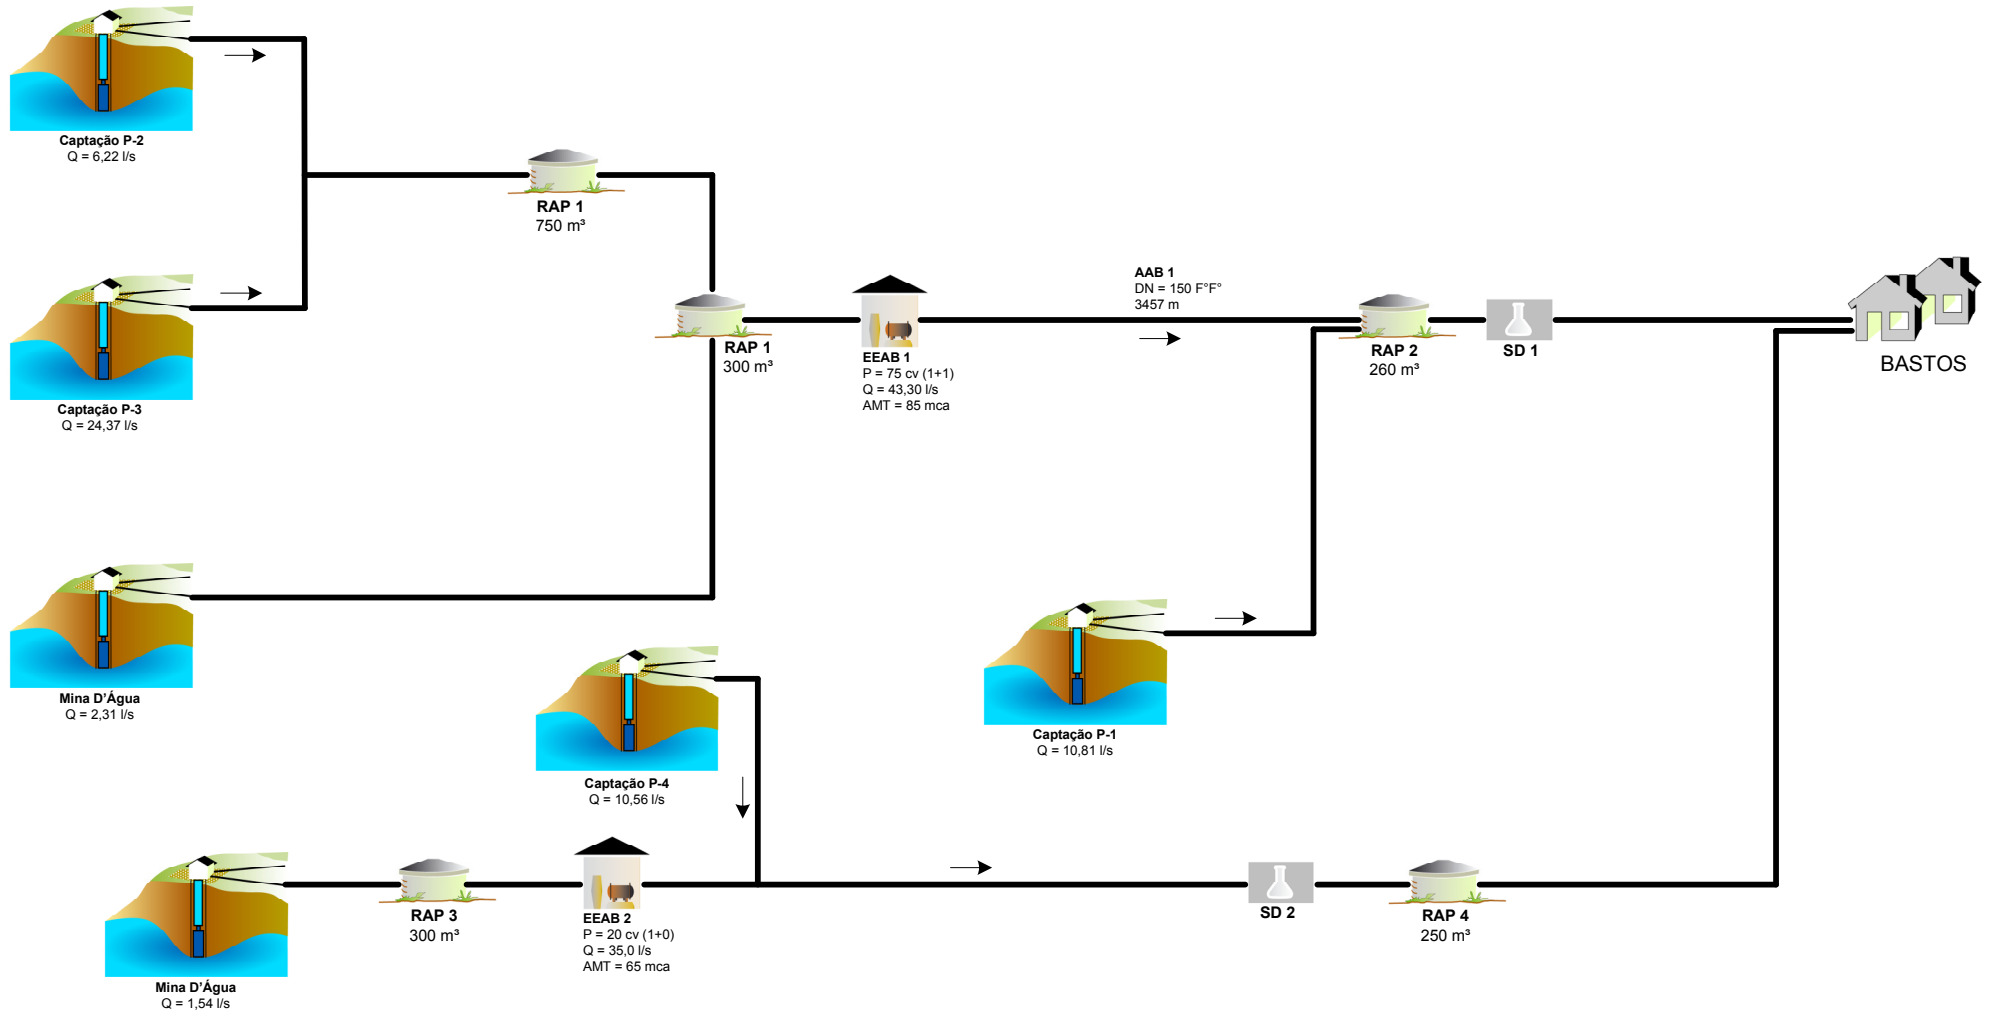 Captação P-2
Q = 6,22 l/s
RAP 1
750 m³
Captação P-3
Q = 24,37 l/s
RAP 1
300 m³
EEAB 1
P = 75 cv (1+1)
Q = 43,30 l/s
AMT = 85 mca
AAB 1
DN = 150 F°F°
3457 m
RAP 2
260 m³
SD 1
BASTOS
Mina D'Água
Q = 2,31 l/s
Captação P-4
Q = 10,56 l/s
Captação P-1
Q = 10,81 l/s
Mina D'Água
Q = 1,54 l/s
RAP 3
300 m³
EEAB 2
P = 20 cv (1+0)
Q = 35,0 l/s
AMT = 65 mca
SD 2
RAP 4
250 m³